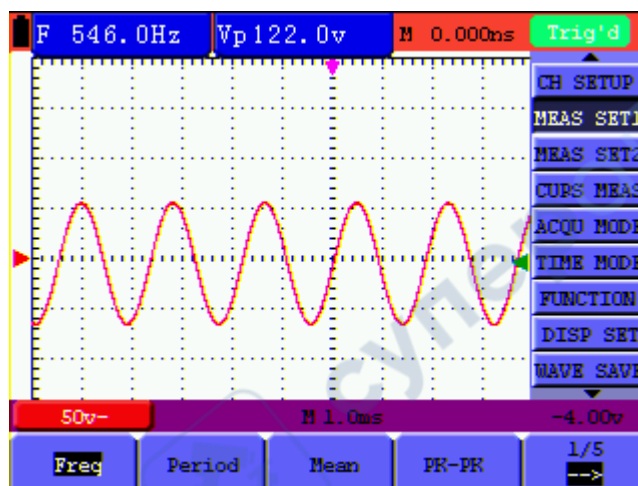 F 546.0Hz Vp122.0v M 0.000ns Trig'd
CH SETUP
MEAS SET1
MEAS SET2
CURS MEAS
ACQU MODE
TIME MODE
FUNCTION
DISP SET
WAVE SAVE
50v~ M 1.0ms -4.00v
Freq Period Mean PK-PK 1/5
-->